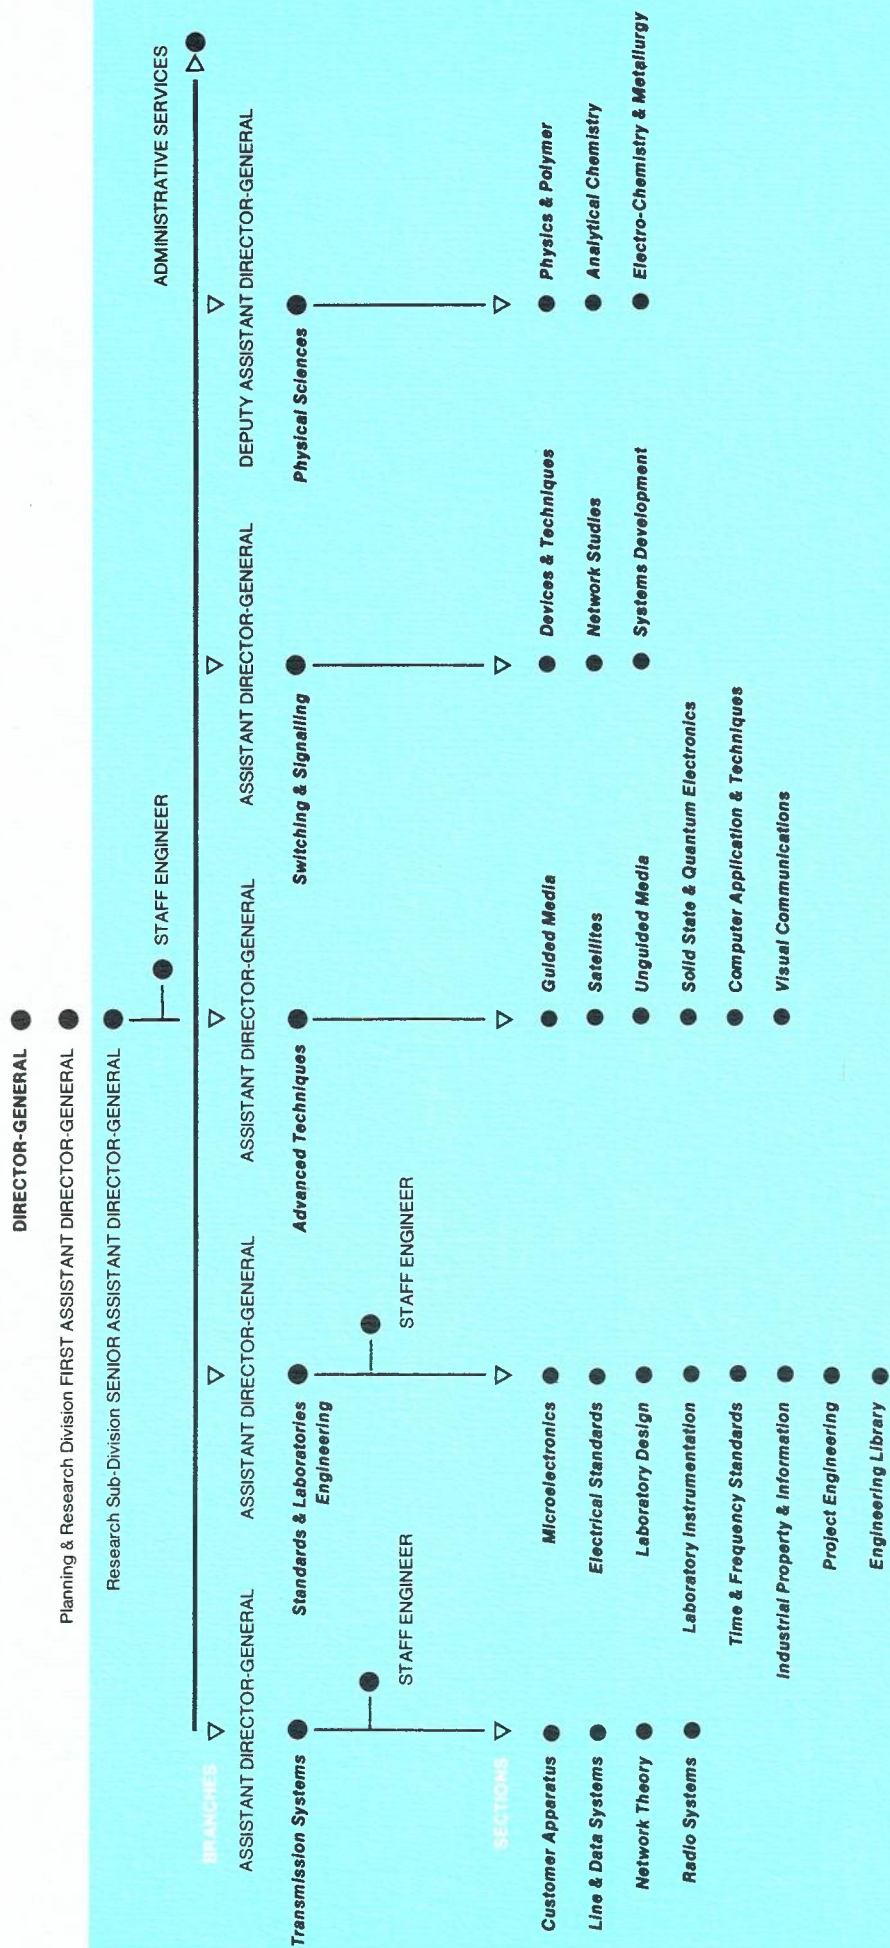 DIRECTOR-GENERAL
Planning & Research Division FIRST ASSISTANT DIRECTOR-GENERAL
Research Sub-Division SENIOR ASSISTANT DIRECTOR-GENERAL
STAFF ENGINEER
ADMINISTRATIVE SERVICES
BRANCHES
ASSISTANT DIRECTOR-GENERAL
Transmission Systems
STAFF ENGINEER
SECTIONS
Customer Apparatus
Line & Data Systems
Network Theory
Radio Systems
ASSISTANT DIRECTOR-GENERAL
Standards & Laboratories
Engineering
STAFF ENGINEER
Microelectronics
Electrical Standards
Laboratory Design
Laboratory Instrumentation
Time & Frequency Standards
Industrial Property & Information
Project Engineering
Engineering Library
ASSISTANT DIRECTOR-GENERAL
Advanced Techniques
Guided Media
Satellites
Unguided Media
Solid State & Quantum Electronics
Computer Application & Techniques
Visual Communications
ASSISTANT DIRECTOR-GENERAL
Switching & Signalling
Devices & Techniques
Network Studies
Systems Development
DEPUTY ASSISTANT DIRECTOR-GENERAL
Physical Sciences
Physics & Polymer
Analytical Chemistry
Electro-Chemistry & Metallurgy